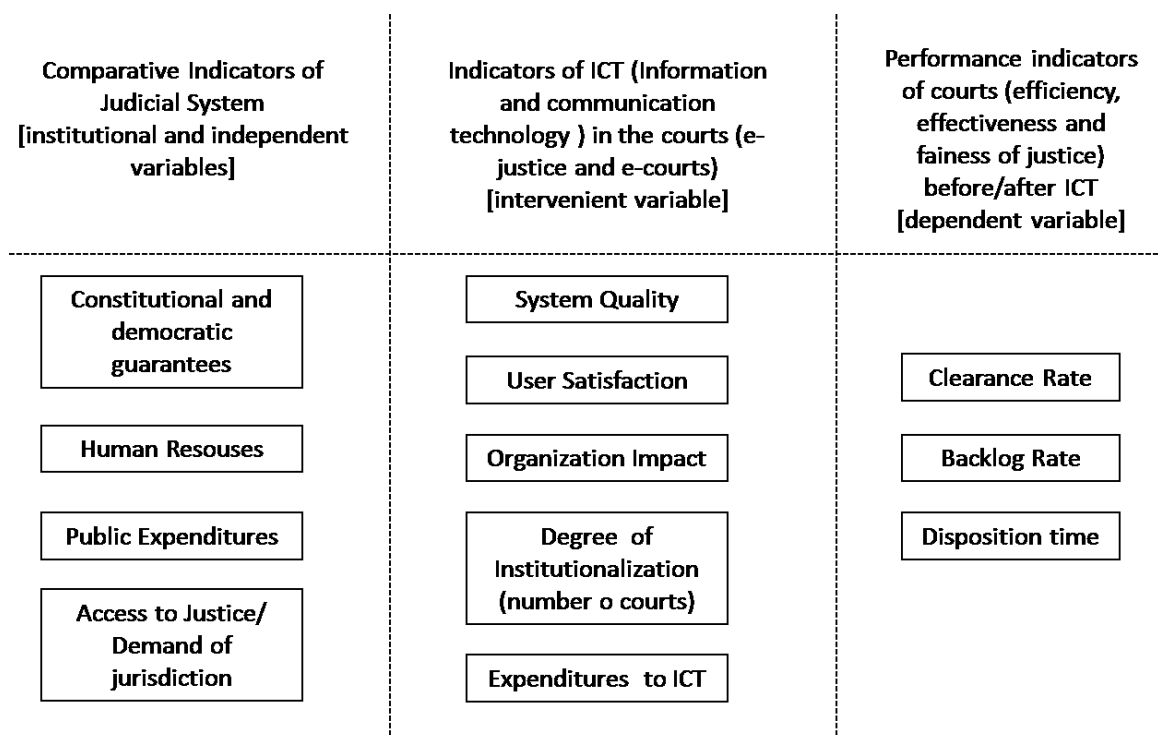 Comparative Indicators of
Judicial System
[institutional and independent
variables]
Indicators of ICT (Information
and communication
technology ) in the courts (e-
justice and e-courts)
[intervenient variable]
Performance indicators
of courts (efficiency,
effectiveness and
fainess of justice)
before/after ICT
[dependent variable]
Constitutional and
democratic
guarantees
Human Resouses
Public Expenditures
Access to Justice/
Demand of
jurisdiction
System Quality
User Satisfaction
Organization Impact
Degree of
Institutionalization
(number o courts)
Expenditures to ICT
Clearance Rate
Backlog Rate
Disposition time